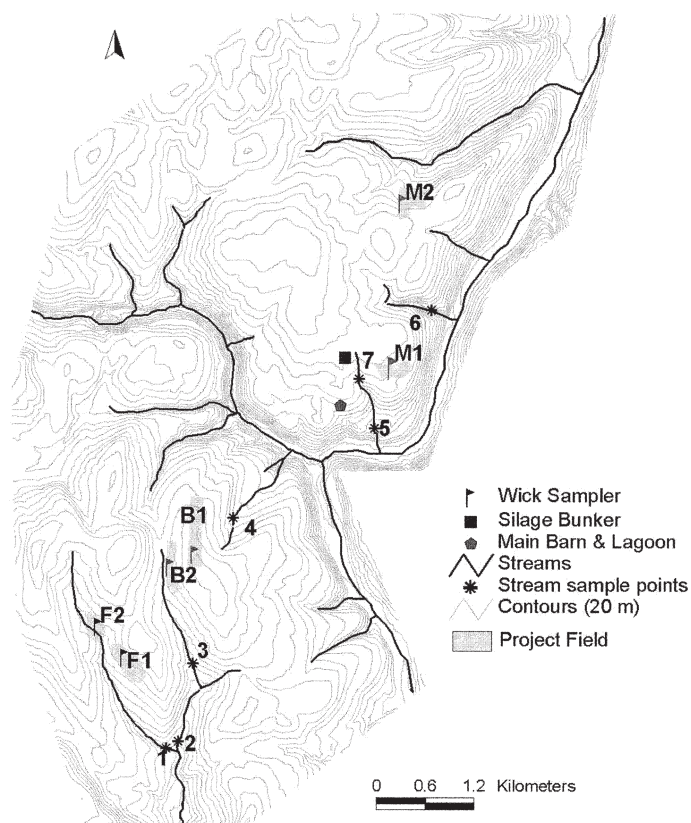 M2
6
7
M1
5
B1
4
B2
F2
3
F1
2
1
Wick Sampler
Silage Bunker
Main Barn & Lagoon
Streams
Stream sample points
Contours (20 m)
Project Field
0 0.6 1.2 Kilometers